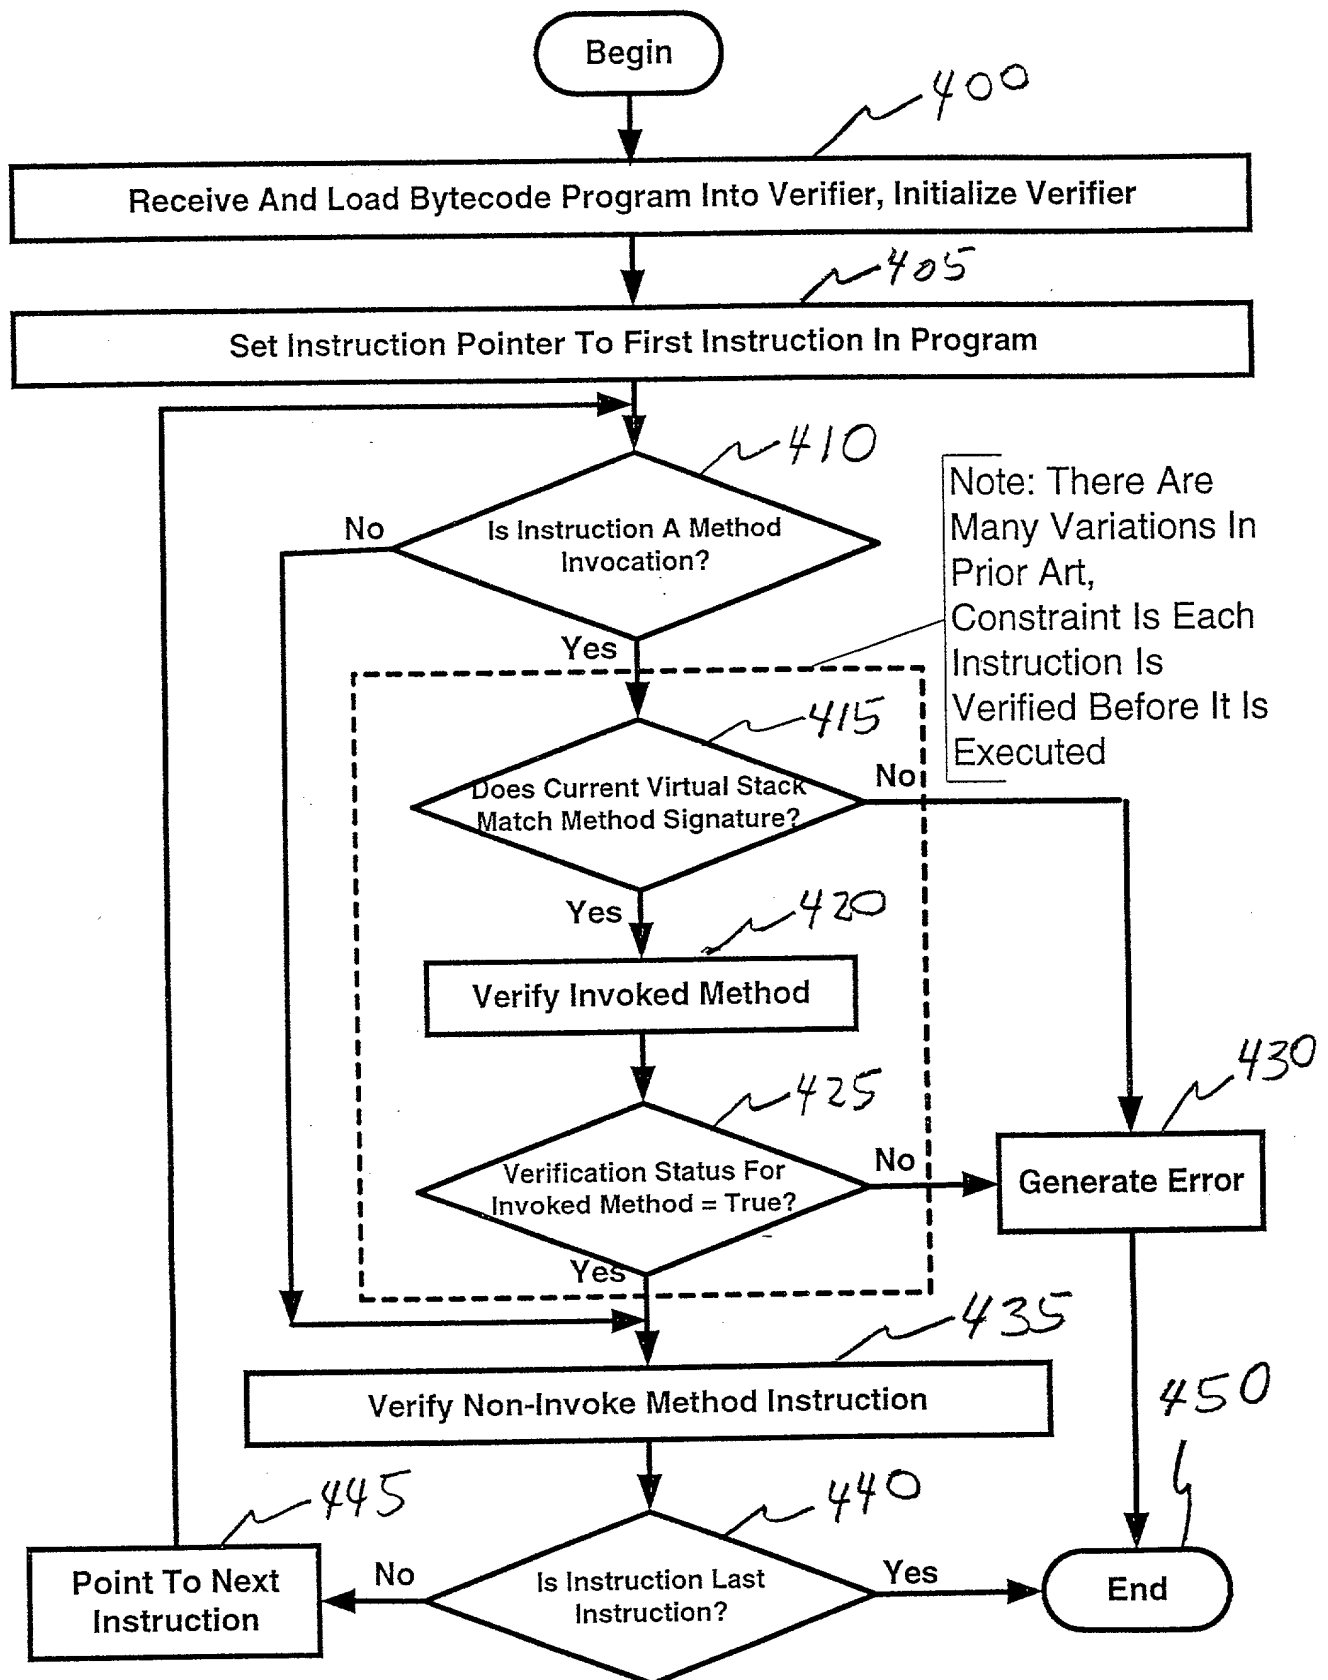 Begin
400
Receive And Load Bytecode Program Into Verifier, Initialize Verifier
405
Set Instruction Pointer To First Instruction In Program
410
Is Instruction A Method
Invocation?
No
Yes
Note: There Are
Many Variations In
Prior Art,
Constraint Is Each
Instruction Is
Verified Before It Is
Executed
415
Does Current Virtual Stack
Match Method Signature?
No
Yes
420
Verify Invoked Method
425
Verification Status For
Invoked Method = True?
No
430
Generate Error
Yes
435
Verify Non-Invoke Method Instruction
450
445
440
Point To Next
Instruction
No
Is Instruction Last
Instruction?
Yes
End